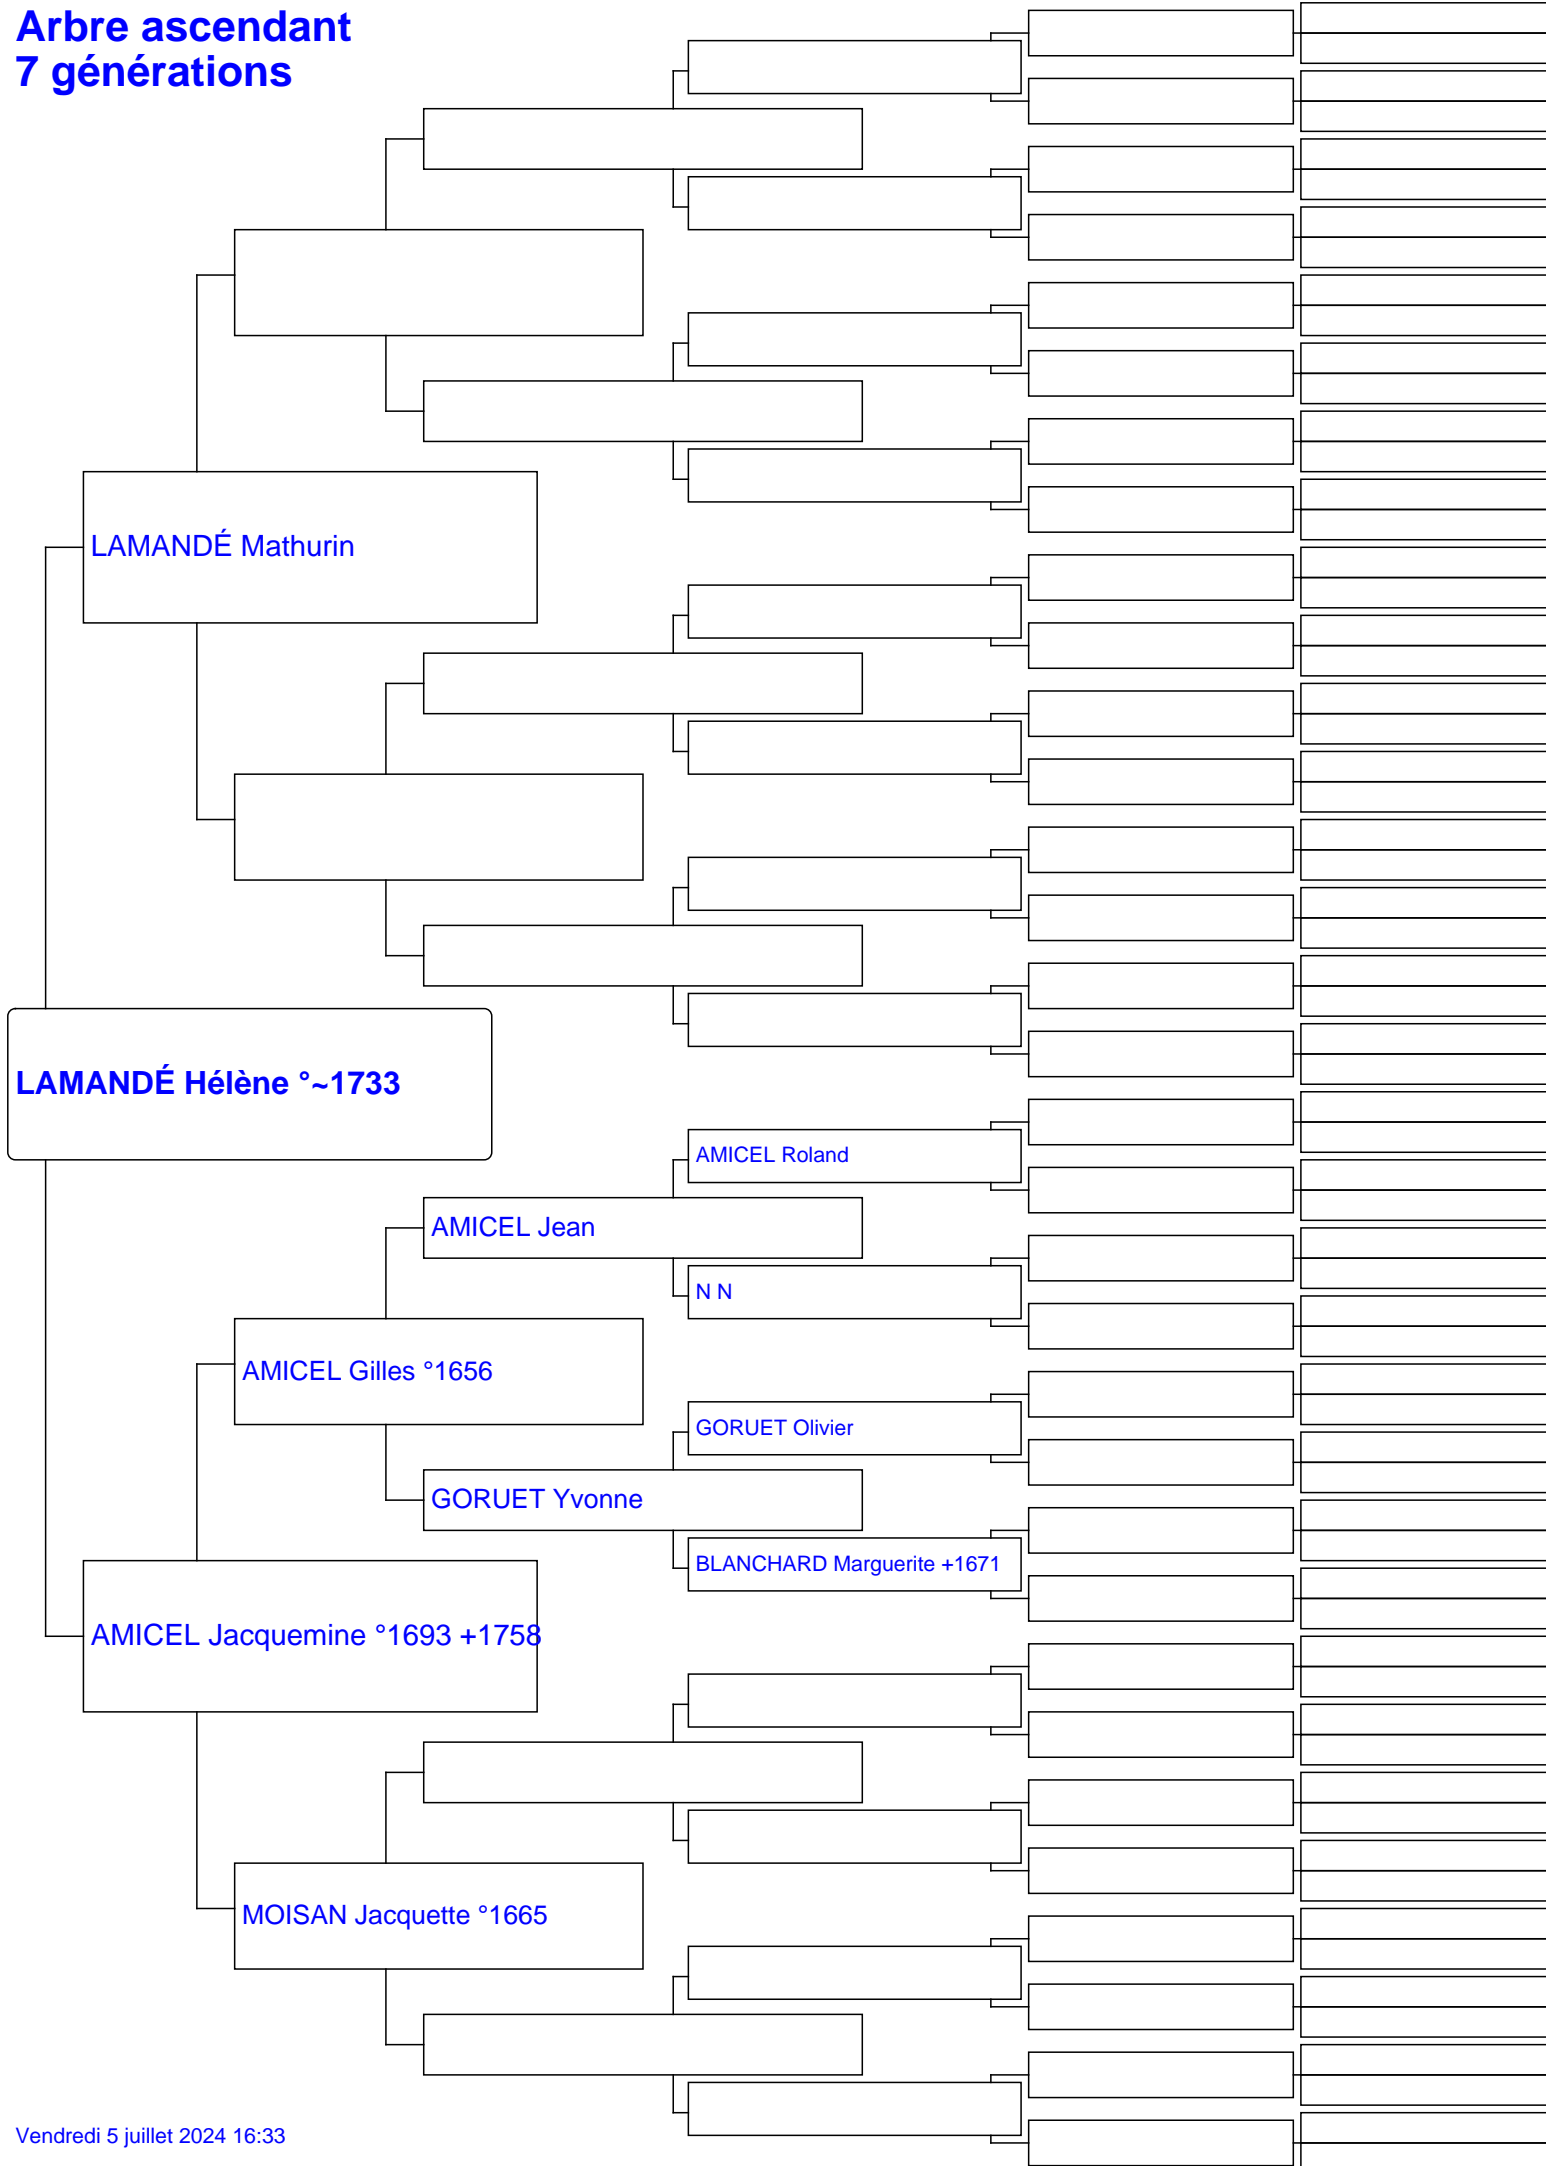 Arbre ascendant
7 générations
LAMANDÉ Mathurin
LAMANDÉ Hélène °~1733
AMICEL Roland
AMICEL Jean
N N
AMICEL Gilles °1656
GORUET Olivier
GORUET Yvonne
BLANCHARD Marguerite +1671
AMICEL Jacquemine °1693 +1758
MOISAN Jacquette °1665
Vendredi 5 juillet 2024 16:33